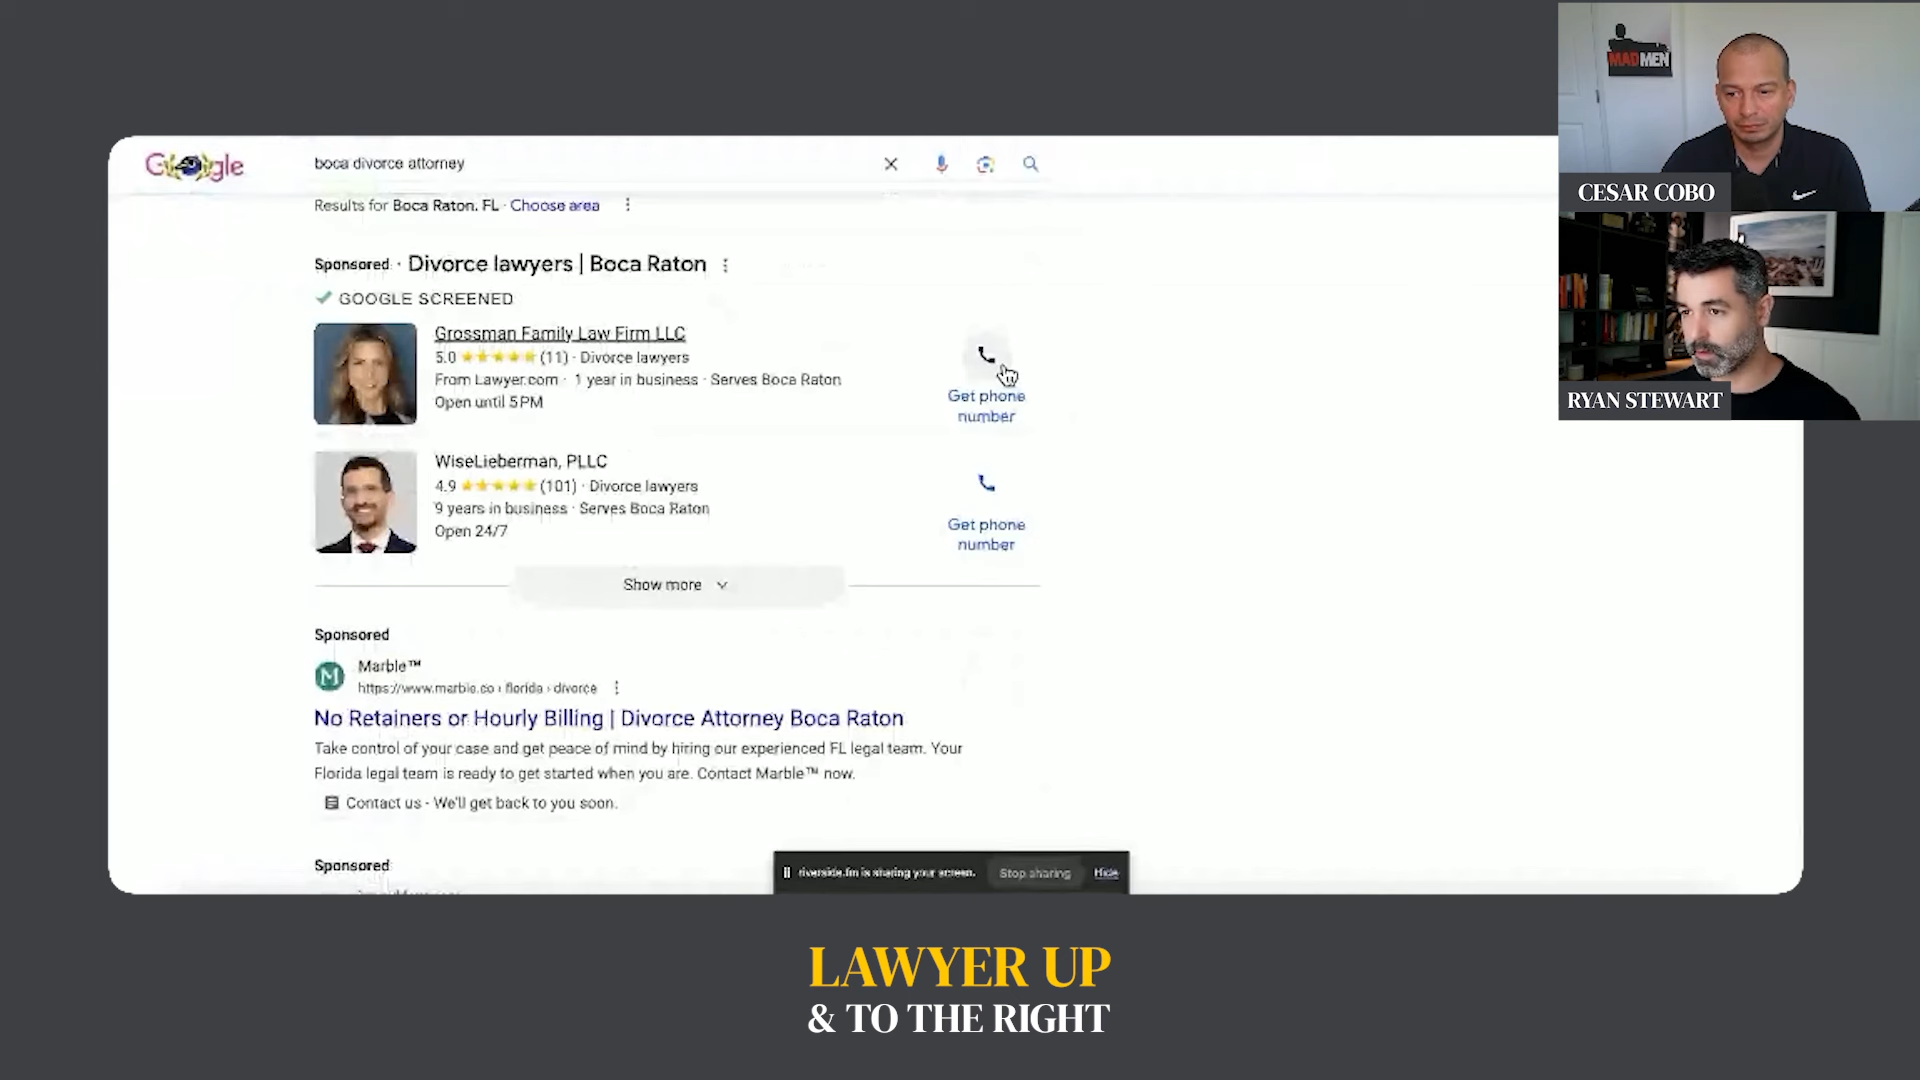 Google
boca divorce attorney
Results for Boca Raton, FL · Choose area
Sponsored · Divorce lawyers | Boca Raton
GOOGLE SCREENED
Grossman Family Law Firm LLC
5.0 (11) · Divorce lawyers
From Lawyer.com · 1 year in business · Serves Boca Raton
Open until 5 PM
Get phone
number
WiseLieberman, PLLC
4.9 (101) · Divorce lawyers
9 years in business · Serves Boca Raton
Open 24/7
Get phone
number
Show more
Sponsored
M
Marble™
https://www.marble.co › florida › divorce
No Retainers or Hourly Billing | Divorce Attorney Boca Raton
Take control of your case and get peace of mind by hiring our experienced FL legal team. Your
Florida legal team is ready to get started when you are. Contact Marble™ now.
Contact us - We'll get back to you soon.
Sponsored
riverside.fm is sharing your screen. Stop sharing Hide
MAD MEN
CESAR COBO
RYAN STEWART
LAWYER UP
& TO THE RIGHT